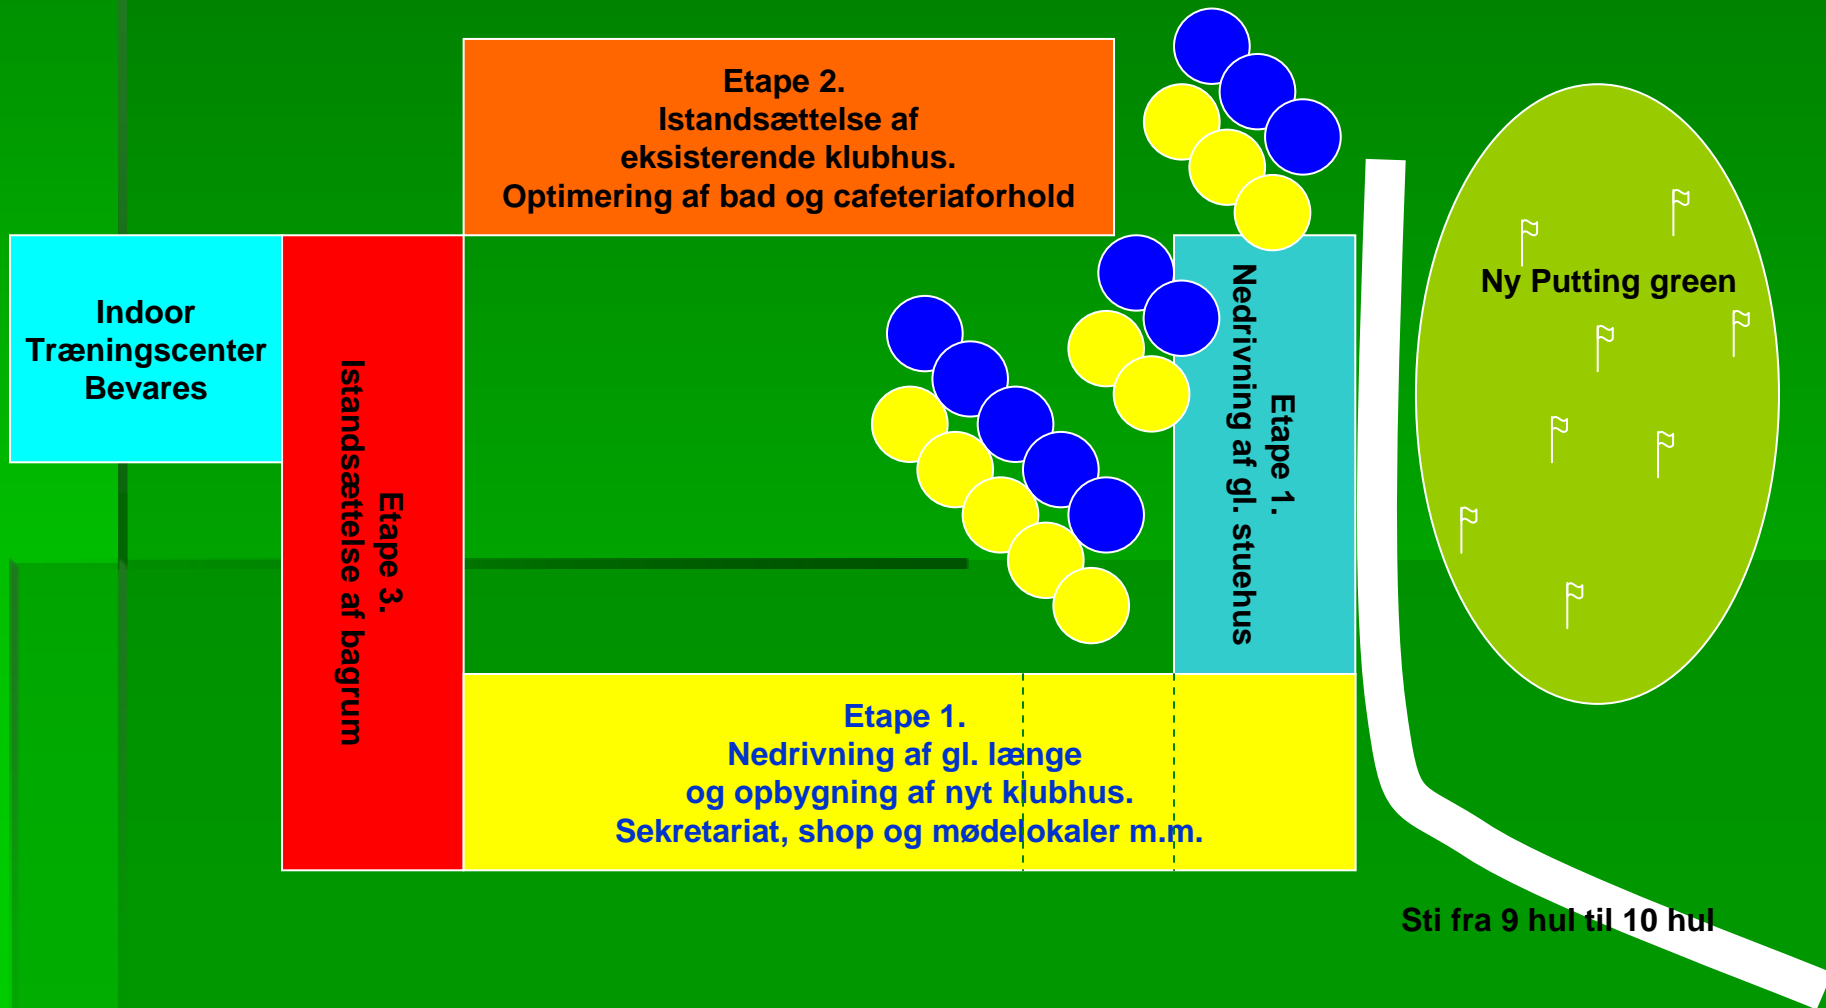 Etape 2.
Istandsættelse af
eksisterende klubhus.
Optimering af bad og cafeteriaforhold
Indoor
Træningscenter
Bevares
Etape 3.
Istandsættelse af bagrum
Etape 1.
Nedrivning af gl. stuehus
Ny Putting green
Etape 1.
Nedrivning af gl. længe
og opbygning af nyt klubhus.
Sekretariat, shop og mødelokaler m.m.
Sti fra 9 hul til 10 hul